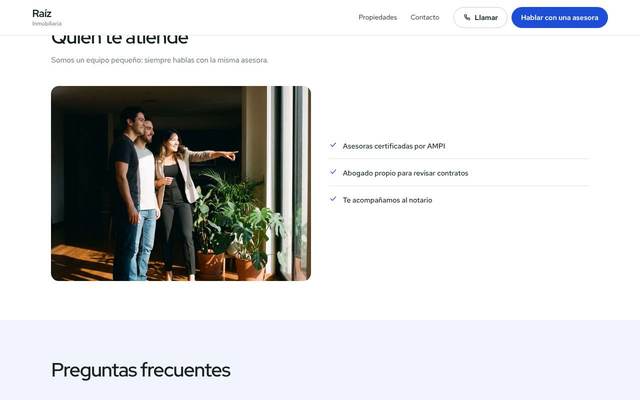 Raíz
Inmobiliaria
Propiedades
Contacto
Llamar
Hablar con una asesora
Quién te atiende
Somos un equipo pequeño: siempre hablas con la misma asesora.
Asesoras certificadas por AMPI
Abogado propio para revisar contratos
Te acompañamos al notario
Preguntas frecuentes